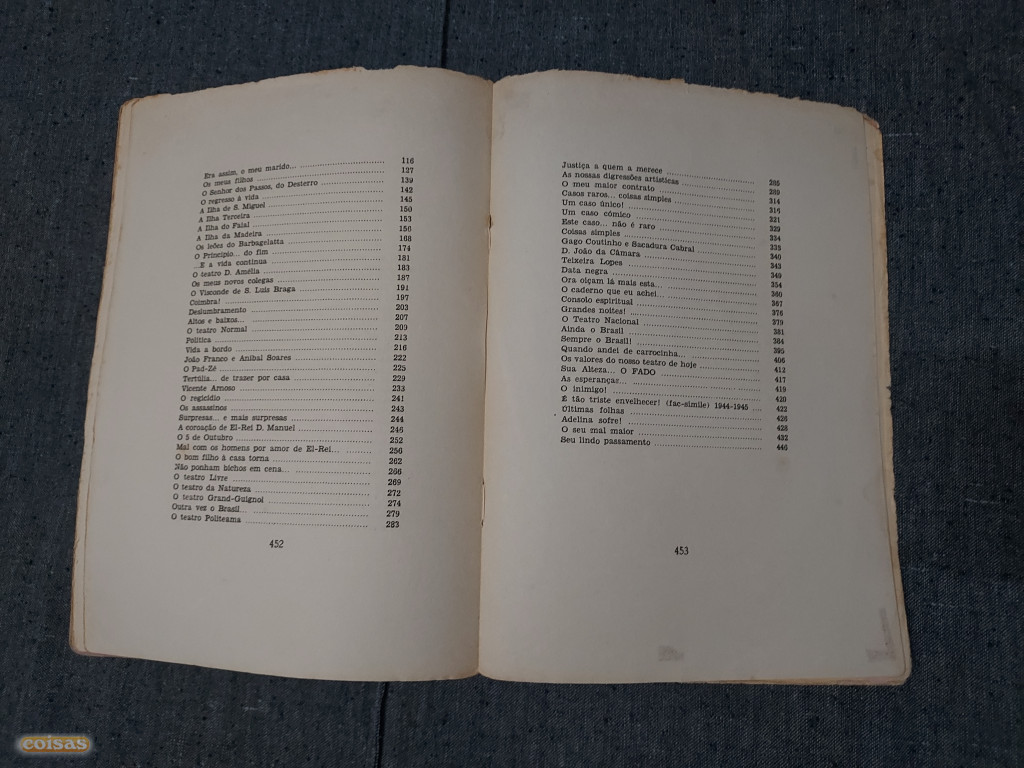 Era assim, o meu marido... 116
Os meus filhos 127
O Senhor dos Passos, do Desterro 139
O regresso à vida 142
A Ilha de S. Miguel 145
A Ilha Terceira 150
A Ilha do Faial 153
A Ilha da Madeira 156
Os leões do Barbagelatta 168
O Princípio... do fim 174
...E a vida continua 181
O teatro D. Amélia 183
Os meus novos colegas 187
O Visconde de S. Luís Braga 191
Coimbra! 197
Deslumbramento 203
Altos e baixos... 207
O teatro Normal 209
Política 213
Vida a bordo 216
João Franco e Aníbal Soares 222
O Pad-Zé 225
Tertúlia... de trazer por casa 229
Vicente Arnoso 233
O regicídio 241
Os assassinos 243
Surpresas... e mais surpresas 244
A coroação de El-Rei D. Manuel 246
O 5 de Outubro 252
Mal com os homens por amor de El-Rei... 256
O bom filho à casa torna 262
Não ponham bichos em cena... 266
O teatro Livre 269
O teatro da Natureza 272
O teatro Grand-Guignol 274
Outra vez o Brasil... 279
O teatro Politeama 283
452
Justiça a quem a merece 285
As nossas digressões artísticas 289
O meu maior contrato 314
Casos raros... coisas simples 316
Um caso único! 321
Um caso cómico 329
Este caso... não é raro 334
Coisas simples 335
Gago Coutinho e Sacadura Cabral 340
D. João da Câmara 343
Teixeira Lopes 349
Data negra 354
Ora oiçam lá mais esta... 360
O caderno que eu achei... 367
Consolo espiritual 376
Grandes noites! 379
O Teatro Nacional 381
Ainda o Brasil 384
Sempre o Brasil! 395
Quando andei de carrocinha... 406
Os valores do nosso teatro de hoje 412
Sua Alteza... O FADO 417
As esperanças... 419
O inimigo! 420
É tão triste envelhecer! (fac-simile) 1944-1945 422
Últimas folhas 426
Adelina sofre! 428
O seu mal maior 432
Seu lindo passamento 446
453
coisas